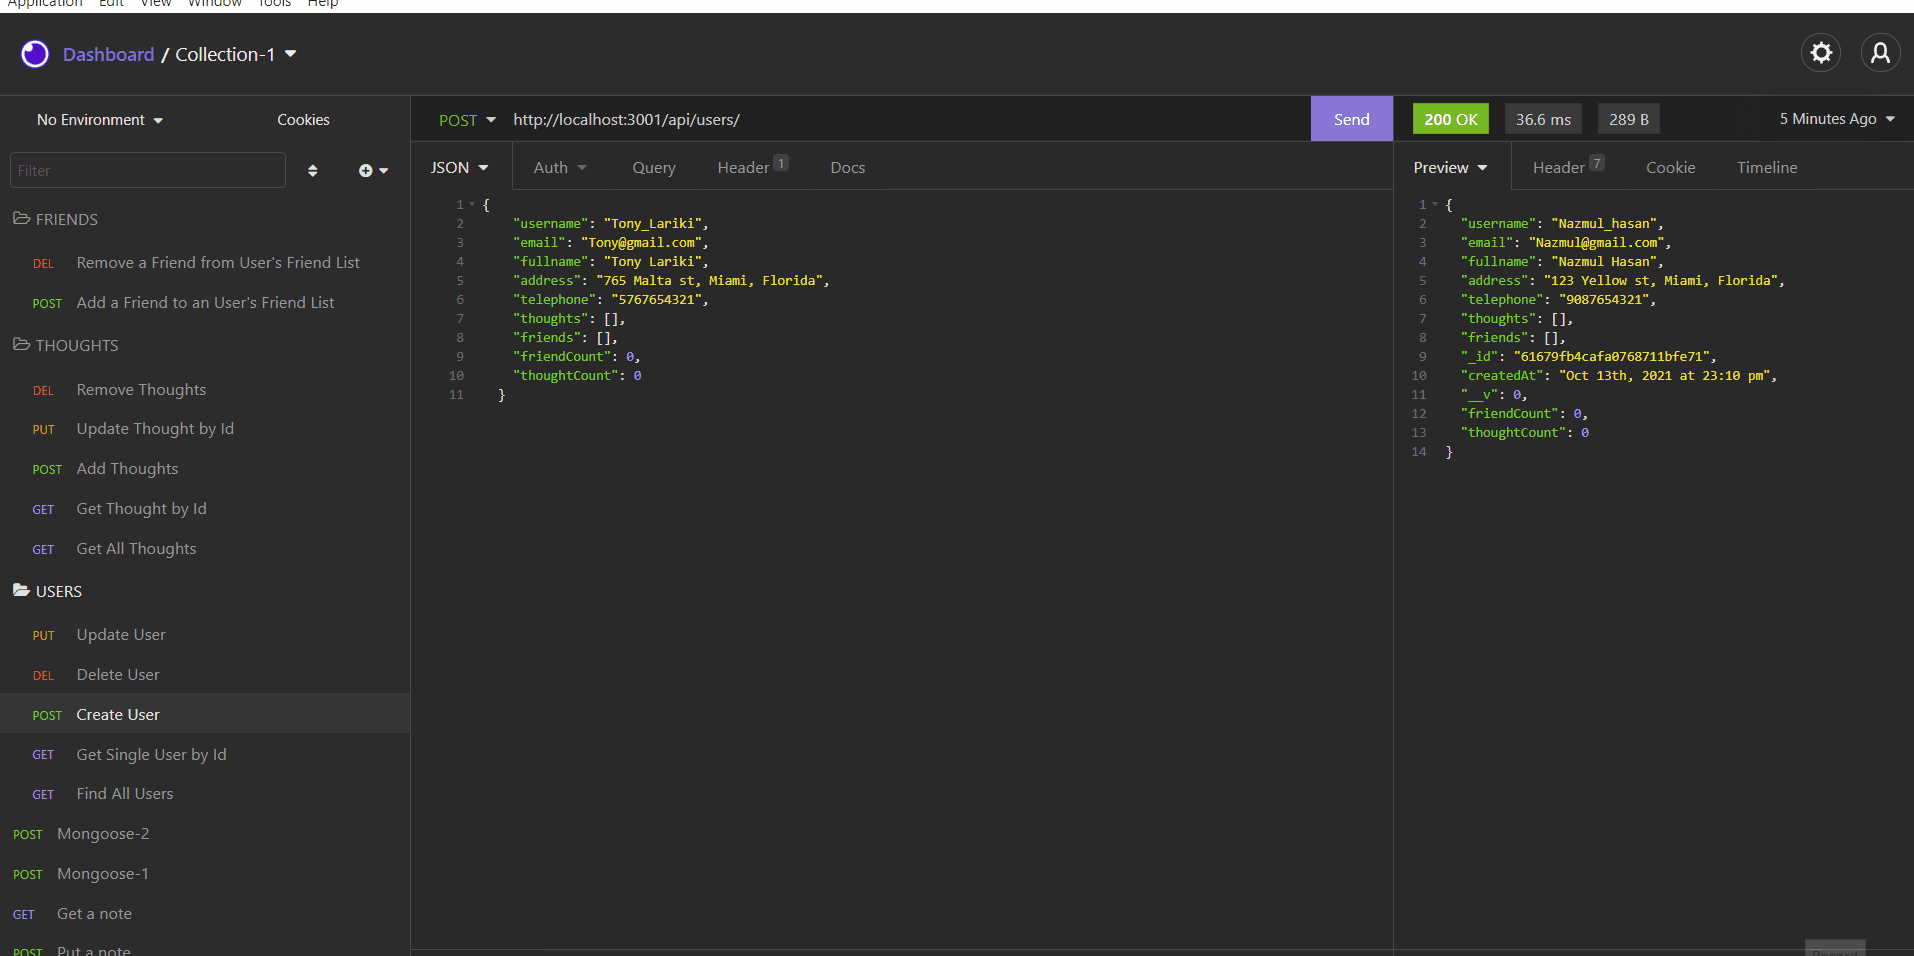 Application Edit View Window Tools Help
Dashboard / Collection-1
No Environment
Cookies
Filter
FRIENDS
DEL Remove a Friend from User's Friend List
POST Add a Friend to an User's Friend List
THOUGHTS
DEL Remove Thoughts
PUT Update Thought by Id
POST Add Thoughts
GET Get Thought by Id
GET Get All Thoughts
USERS
PUT Update User
DEL Delete User
POST Create User
GET Get Single User by Id
GET Find All Users
POST Mongoose-2
POST Mongoose-1
GET Get a note
POST Put a note
POST http://localhost:3001/api/users/ Send
JSON Auth Query Header 1 Docs
1 {
2 "username": "Tony_Lariki",
3 "email": "Tony@gmail.com",
4 "fullname": "Tony Lariki",
5 "address": "765 Malta st, Miami, Florida",
6 "telephone": "5767654321",
7 "thoughts": [],
8 "friends": [],
9 "friendCount": 0,
10 "thoughtCount": 0
11 }
200 OK 36.6 ms 289 B 5 Minutes Ago
Preview Header 7 Cookie Timeline
1 {
2 "username": "Nazmul_hasan",
3 "email": "Nazmul@gmail.com",
4 "fullname": "Nazmul Hasan",
5 "address": "123 Yellow st, Miami, Florida",
6 "telephone": "9087654321",
7 "thoughts": [],
8 "friends": [],
9 "_id": "61679fb4cafa0768711bfe71",
10 "createdAt": "Oct 13th, 2021 at 23:10 pm",
11 "__v": 0,
12 "friendCount": 0,
13 "thoughtCount": 0
14 }